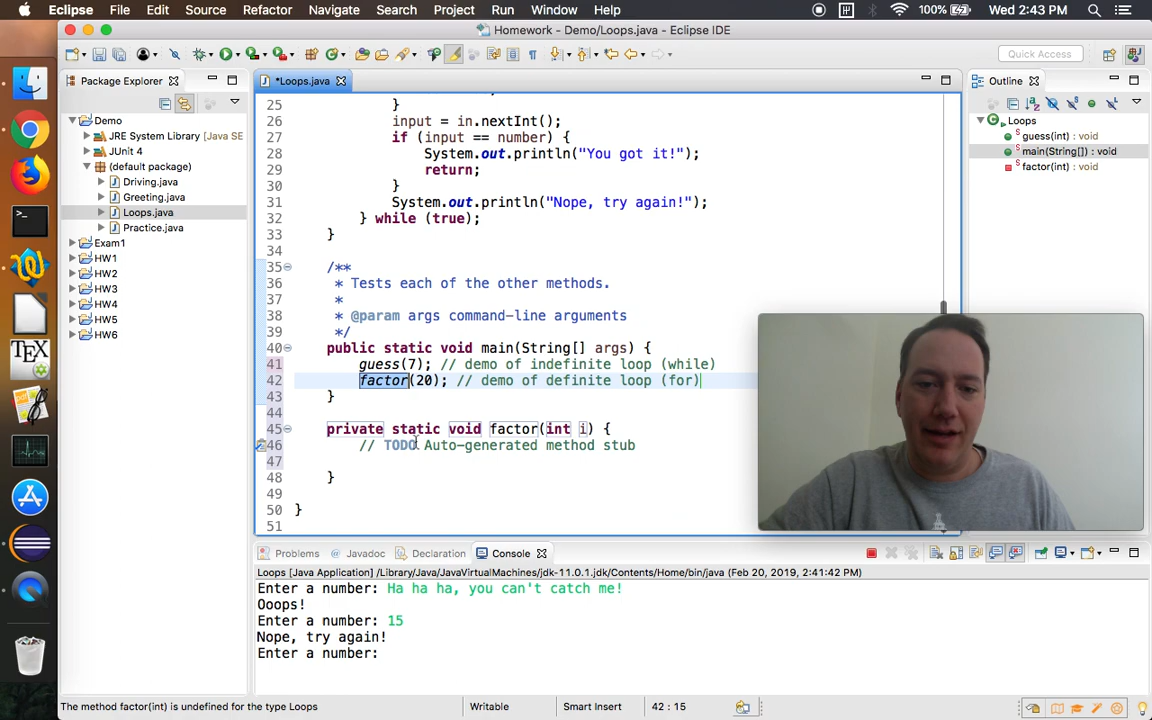 Eclipse File Edit Source Refactor Navigate Search Project Run Window Help 100% Wed 2:43 PM
Homework - Demo/Loops.java - Eclipse IDE
Quick Access
Package Explorer
*Loops.java
Outline
Demo
JRE System Library [Java SE
JUnit 4
(default package)
Driving.java
Greeting.java
Loops.java
Practice.java
Exam1
HW1
HW2
HW3
HW4
HW5
HW6
25 }
26 input = in.nextInt();
27 if (input == number) {
28 System.out.println("You got it!");
29 return;
30 }
31 System.out.println("Nope, try again!");
32 } while (true);
33 }
34
35 /**
36 * Tests each of the other methods.
37 *
38 * @param args command-line arguments
39 */
40 public static void main(String[] args) {
41 guess(7); // demo of indefinite loop (while)
42 factor(20); // demo of definite loop (for)
43 }
44
45 private static void factor(int i) {
46 // TODO Auto-generated method stub
47
48 }
49
50 }
51
Loops
guess(int) : void
main(String[]) : void
factor(int) : void
TEX
Problems Javadoc Declaration Console
Loops [Java Application] /Library/Java/JavaVirtualMachines/jdk-11.0.1.jdk/Contents/Home/bin/java (Feb 20, 2019, 2:41:42 PM)
Enter a number: Ha ha ha, you can't catch me!
Ooops!
Enter a number: 15
Nope, try again!
Enter a number:
The method factor(int) is undefined for the type Loops
Writable
Smart Insert
42 : 15